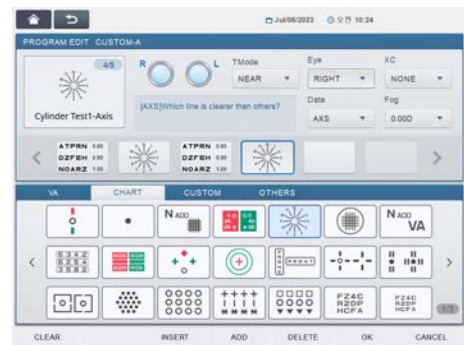 Jul/06/2023 오전 10:24
PROGRAM EDIT CUSTOM-A
4/5
Cylinder Test1-Axis
R L
TMode Eye XC
NEAR RIGHT NONE
[AXS]Which line is clearer than others?
Data Fog
AXS 0.00D
ATPRN
DZFEH
NOARZ
ATPRN
DZFEH
NOARZ
VA CHART CUSTOM OTHERS
N ADD
N ADD
VA
FZ4C
R2DP
HCFA
FZ4C
R2DP
HCFA
1/3
CLEAR INSERT ADD DELETE OK CANCEL